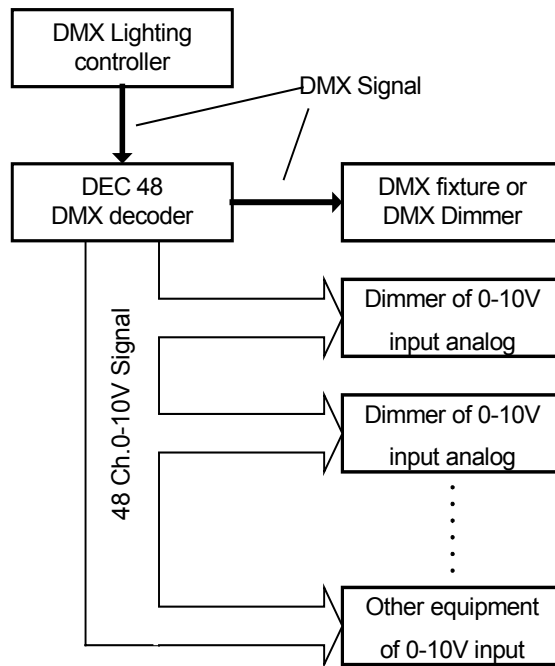 DMX Lighting
controller
DMX Signal
DEC 48
DMX decoder
DMX fixture or
DMX Dimmer
48 Ch.0-10V Signal
Dimmer of 0-10V
input analog
Dimmer of 0-10V
input analog
Other equipment
of 0-10V input